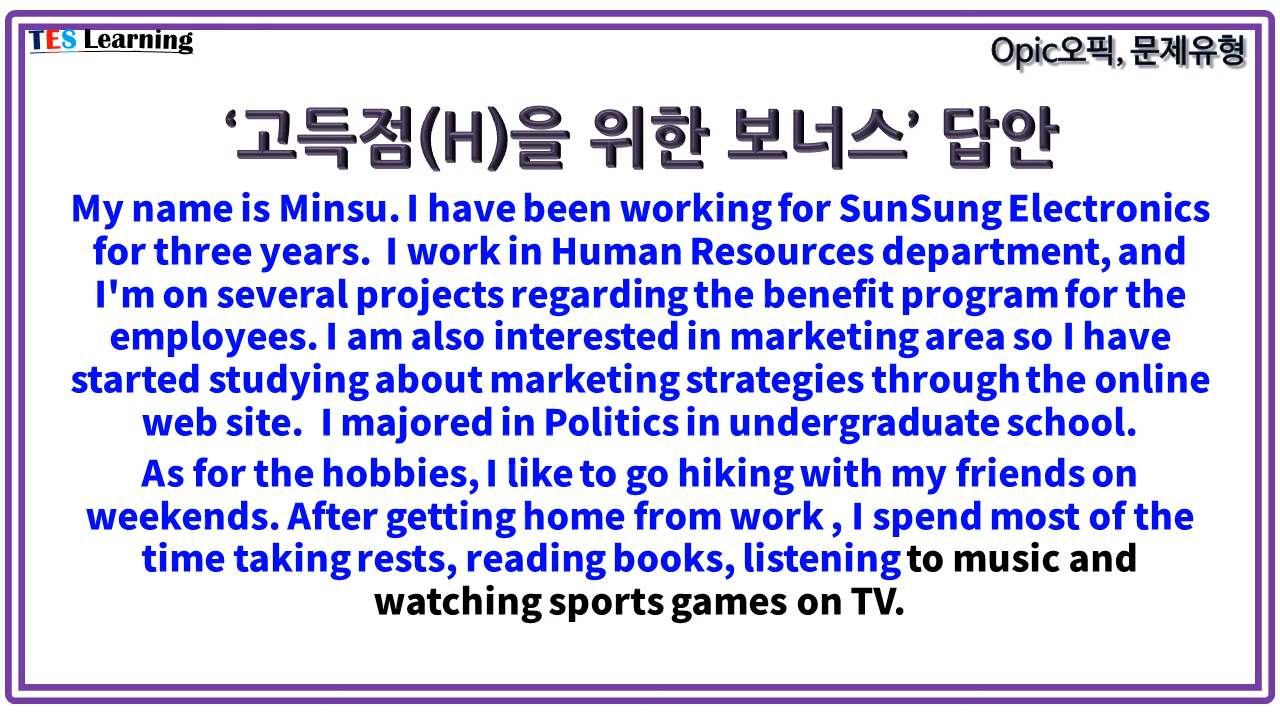 TES Learning
Opic오픽, 문제유형
‘고득점(H)을 위한 보너스’ 답안
My name is Minsu. I have been working for SunSung Electronics
for three years.  I work in Human Resources department, and
I'm on several projects regarding the benefit program for the
employees. I am also interested in marketing area so I have
started studying about marketing strategies through the online
web site.  I majored in Politics in undergraduate school.
As for the hobbies, I like to go hiking with my friends on
weekends. After getting home from work , I spend most of the
time taking rests, reading books, listening to music and
watching sports games on TV.